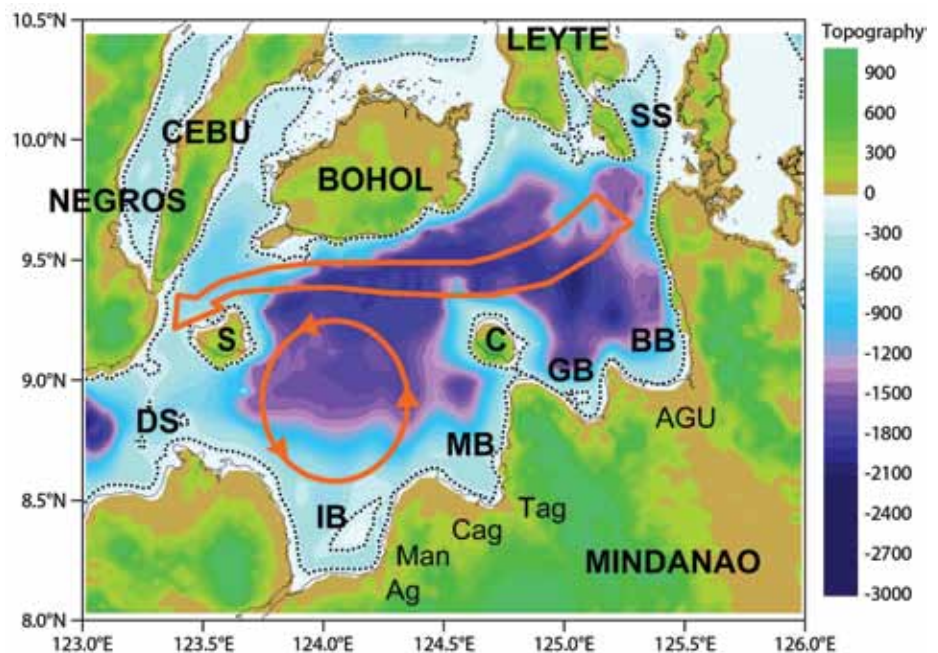 10.5°N
10.0°N
9.5°N
9.0°N
8.5°N
8.0°N
LEYTE
SS
CEBU
BOHOL
NEGROS
S
C
BB
GB
DS
AGU
MB
IB
Tag
Cag
Man
MINDANAO
Ag
123.0°E
123.5°E
124.0°E
124.5°E
125.0°E
125.5°E
126.0°E
Topography
900
600
300
0
-300
-600
-900
-1200
-1500
-1800
-2100
-2400
-2700
-3000